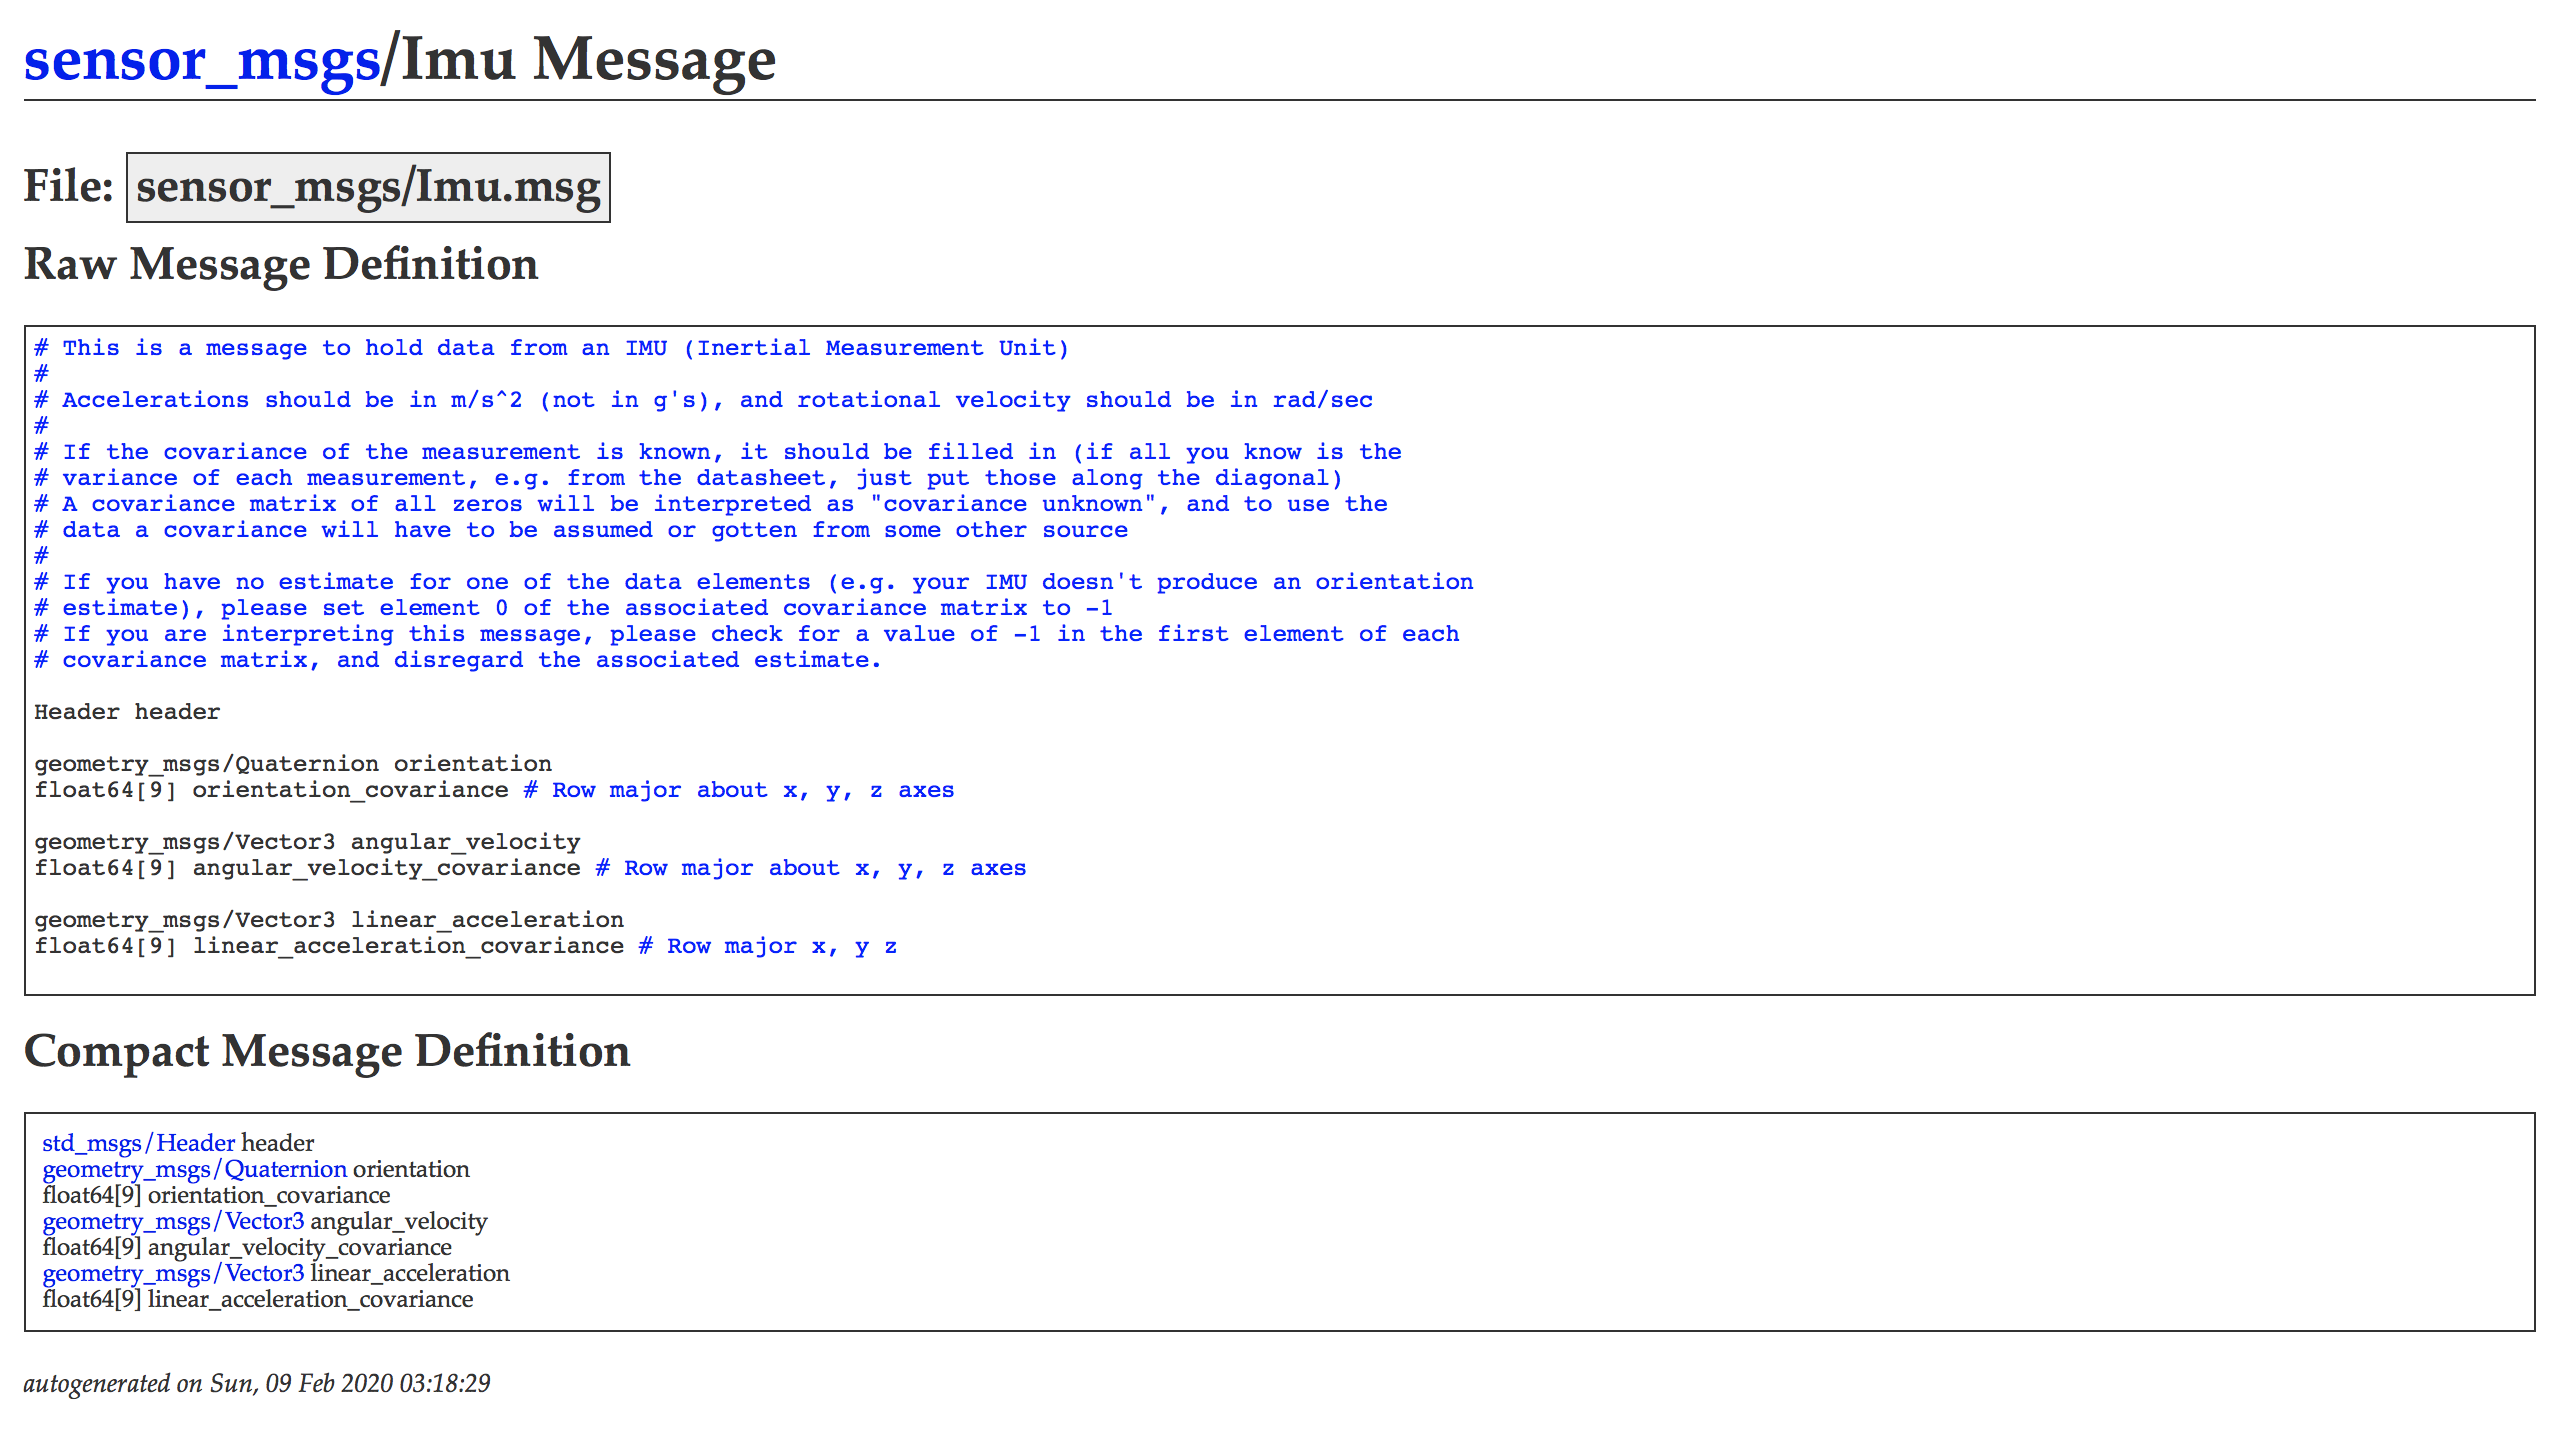 sensor_msgs/Imu Message
File: sensor_msgs/Imu.msg
Raw Message Definition
# This is a message to hold data from an IMU (Inertial Measurement Unit)
#
# Accelerations should be in m/s^2 (not in g's), and rotational velocity should be in rad/sec
#
# If the covariance of the measurement is known, it should be filled in (if all you know is the
# variance of each measurement, e.g. from the datasheet, just put those along the diagonal)
# A covariance matrix of all zeros will be interpreted as "covariance unknown", and to use the
# data a covariance will have to be assumed or gotten from some other source
#
# If you have no estimate for one of the data elements (e.g. your IMU doesn't produce an orientation
# estimate), please set element 0 of the associated covariance matrix to -1
# If you are interpreting this message, please check for a value of -1 in the first element of each
# covariance matrix, and disregard the associated estimate.
Header header
geometry_msgs/Quaternion orientation
float64[9] orientation_covariance # Row major about x, y, z axes
geometry_msgs/Vector3 angular_velocity
float64[9] angular_velocity_covariance # Row major about x, y, z axes
geometry_msgs/Vector3 linear_acceleration
float64[9] linear_acceleration_covariance # Row major x, y z
Compact Message Definition
std_msgs/Header header
geometry_msgs/Quaternion orientation
float64[9] orientation_covariance
geometry_msgs/Vector3 angular_velocity
float64[9] angular_velocity_covariance
geometry_msgs/Vector3 linear_acceleration
float64[9] linear_acceleration_covariance
autogenerated on Sun, 09 Feb 2020 03:18:29